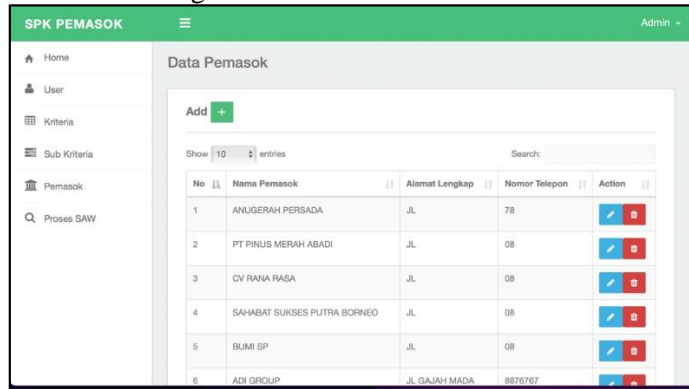 SPK PEMASOK
Admin
Home
User
Kriteria
Sub Kriteria
Pemasok
Proses SAW
Data Pemasok
Add +
Show 10 entries
Search:
No Nama Pemasok Alamat Lengkap Nomor Telepon Action
1 ANUGERAH PERSADA JL 78
2 PT PINUS MERAH ABADI JL 08
3 CV RANA RASA JL 08
4 SAHABAT SUKSES PUTRA BORNEO JL 08
5 BUMI SP JL 08
6 ADI GROUP JL GAJAH MADA 8876767